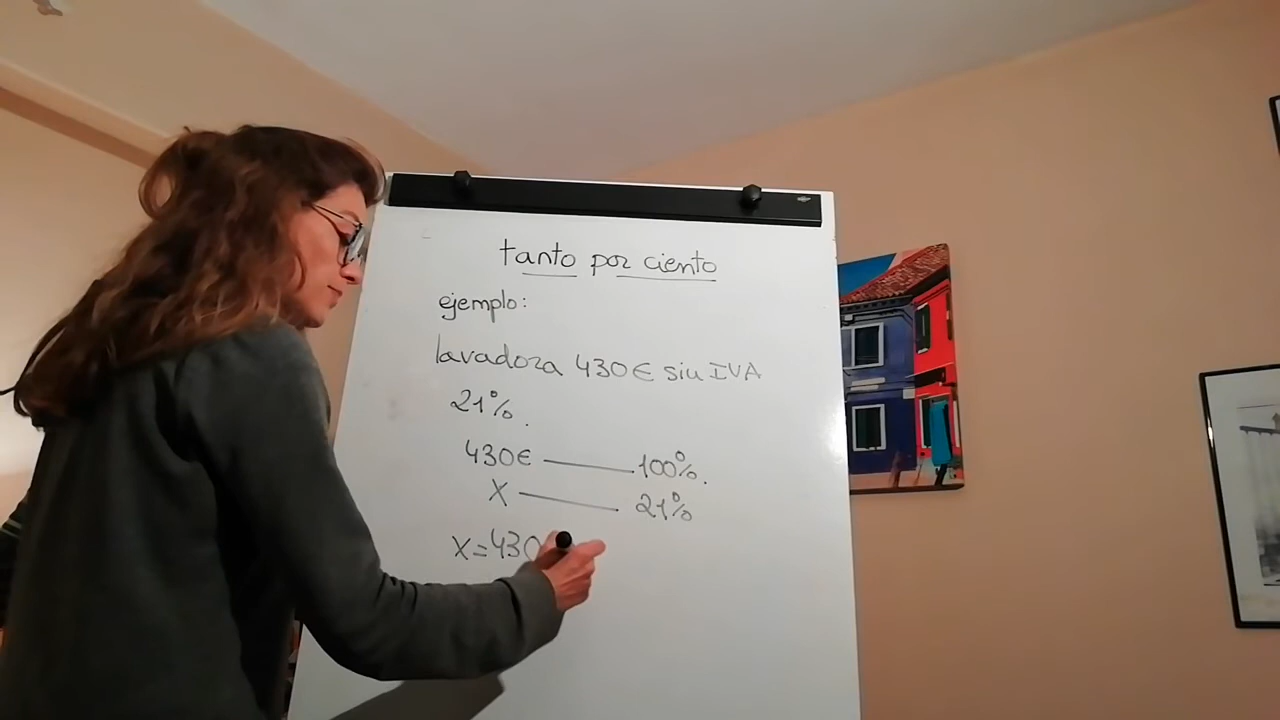 tanto por ciento
ejemplo:
lavadora 430€ sin IVA
21%.
430€ — 100%.
X — 21%
X=430